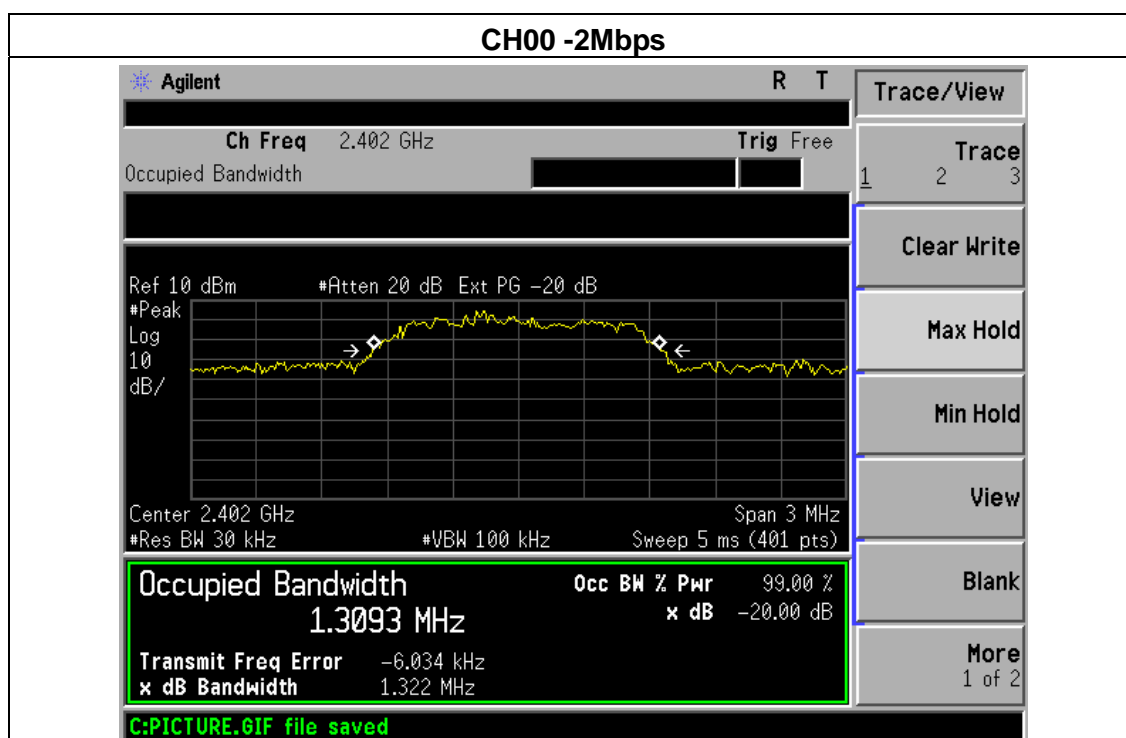 CH00 -2Mbps
Agilent R T
Trace/View
Ch Freq 2.402 GHz Trig Free
Occupied Bandwidth
Trace
1 2 3
Clear Write
Ref 10 dBm #Atten 20 dB Ext PG -20 dB
#Peak
Log
10
dB/
Max Hold
Min Hold
View
Center 2.402 GHz Span 3 MHz
#Res BW 30 kHz #VBW 100 kHz Sweep 5 ms (401 pts)
Occupied Bandwidth Occ BW % Pwr 99.00 %
1.3093 MHz x dB -20.00 dB
Blank
Transmit Freq Error -6.034 kHz
x dB Bandwidth 1.322 MHz
More
1 of 2
C:PICTURE.GIF file saved